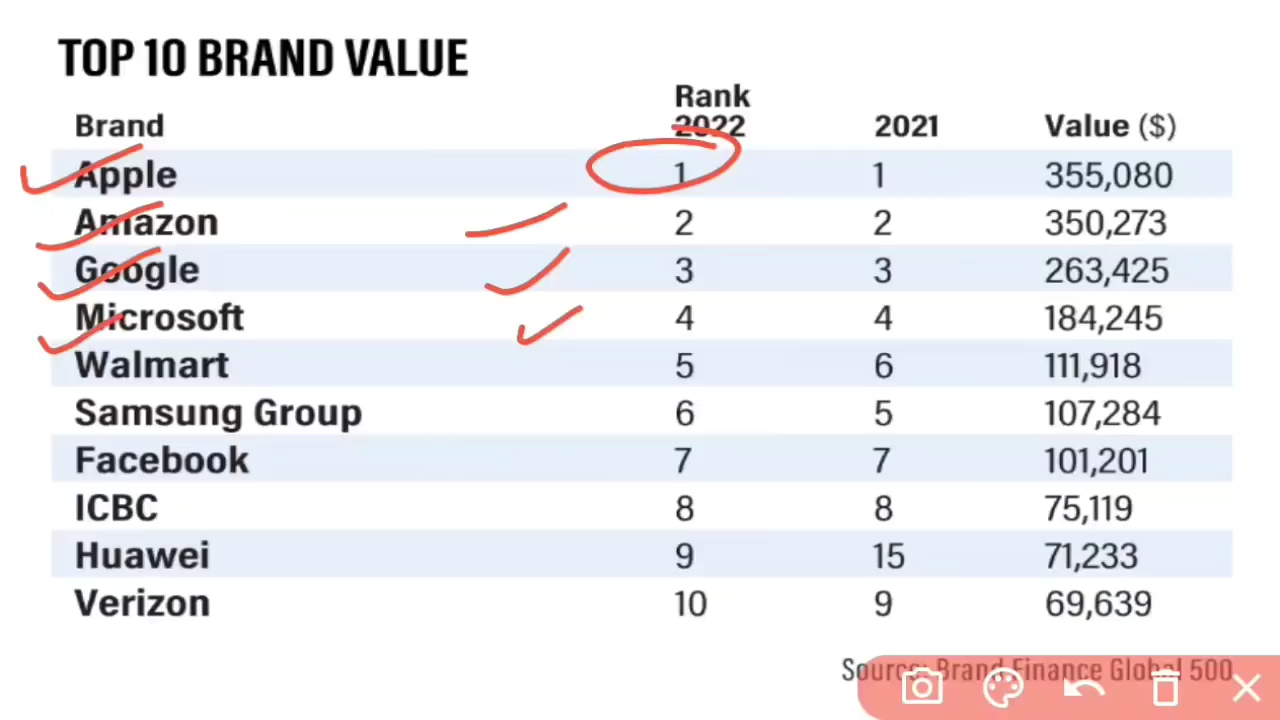 TOP 10 BRAND VALUE
Rank
Brand 2022 2021 Value ($)
Apple 1 1 355,080
Amazon 2 2 350,273
Google 3 3 263,425
Microsoft 4 4 184,245
Walmart 5 6 111,918
Samsung Group 6 5 107,284
Facebook 7 7 101,201
ICBC 8 8 75,119
Huawei 9 15 71,233
Verizon 10 9 69,639
Source: Brand Finance Global 500